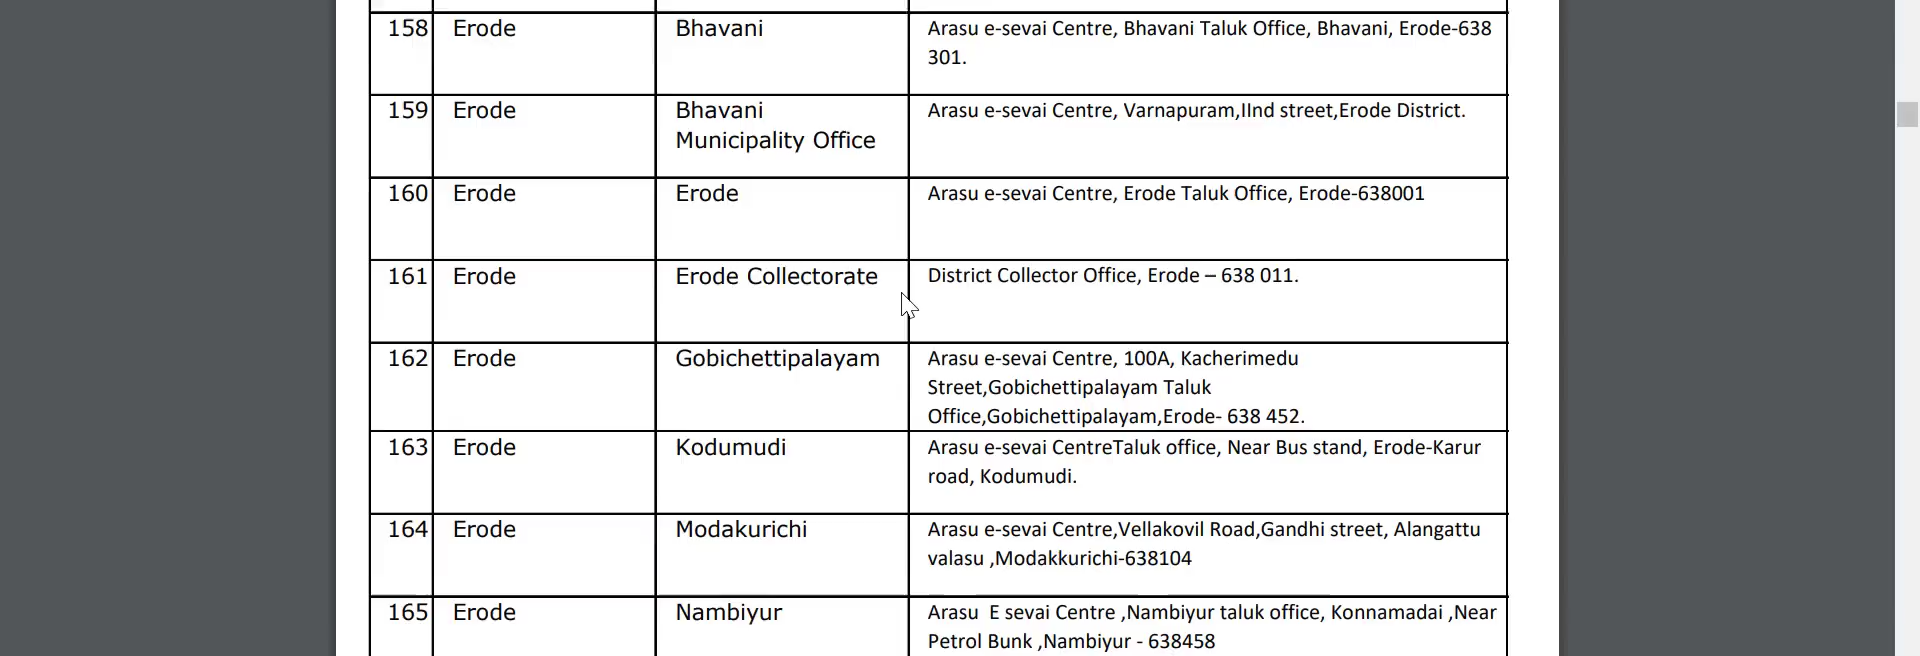 158 Erode Bhavani Arasu e-sevai Centre, Bhavani Taluk Office, Bhavani, Erode-638
301.
159 Erode Bhavani Arasu e-sevai Centre, Varnapuram,IInd street,Erode District.
Municipality Office
160 Erode Erode Arasu e-sevai Centre, Erode Taluk Office, Erode-638001
161 Erode Erode Collectorate District Collector Office, Erode – 638 011.
162 Erode Gobichettipalayam Arasu e-sevai Centre, 100A, Kacherimedu
Street,Gobichettipalayam Taluk
Office,Gobichettipalayam,Erode- 638 452.
163 Erode Kodumudi Arasu e-sevai CentreTaluk office, Near Bus stand, Erode-Karur
road, Kodumudi.
164 Erode Modakurichi Arasu e-sevai Centre,Vellakovil Road,Gandhi street, Alangattu
valasu ,Modakkurichi-638104
165 Erode Nambiyur Arasu  E sevai Centre ,Nambiyur taluk office, Konnamadai ,Near
Petrol Bunk ,Nambiyur - 638458